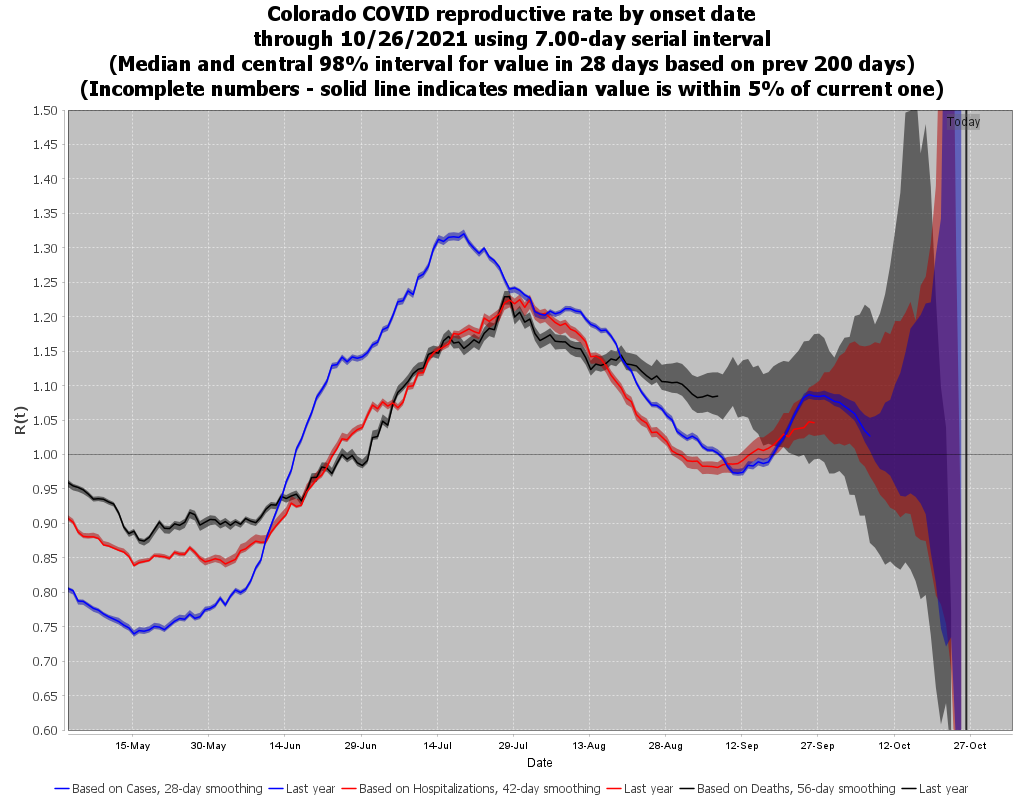 Colorado COVID reproductive rate by onset date
through 10/26/2021 using 7.00-day serial interval
(Median and central 98% interval for value in 28 days based on prev 200 days)
(Incomplete numbers - solid line indicates median value is within 5% of current one)
1.50
Today
1.45
1.40
1.35
1.30
1.25
1.20
1.15
1.10
1.05
1.00
0.95
0.90
0.85
0.80
0.75
0.70
0.65
0.60
R(t)
15-May 30-May 14-Jun 29-Jun 14-Jul 29-Jul 13-Aug 28-Aug 12-Sep 27-Sep 12-Oct 27-Oct
Date
Based on Cases, 28-day smoothing Last year Based on Hospitalizations, 42-day smoothing Last year Based on Deaths, 56-day smoothing Last year